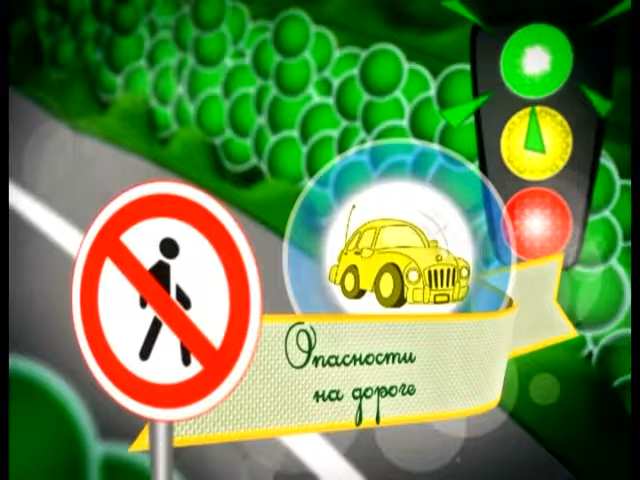 Опасности
на дороге